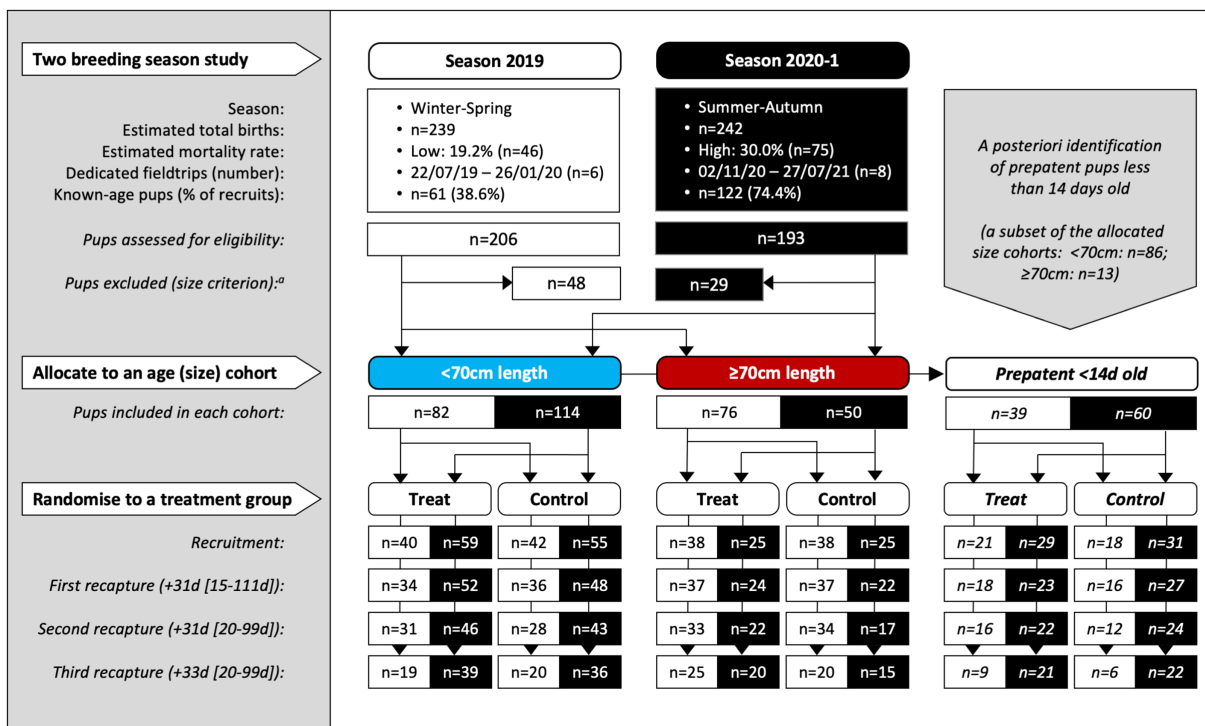 Two breeding season study
Season 2019
Season 2020-1
Season:
Estimated total births:
Estimated mortality rate:
Dedicated fieldtrips (number):
Known-age pups (% of recruits):
• Winter-Spring
• n=239
• Low: 19.2% (n=46)
• 22/07/19 – 26/01/20 (n=6)
• n=61 (38.6%)
• Summer-Autumn
• n=242
• High: 30.0% (n=75)
• 02/11/20 – 27/07/21 (n=8)
• n=122 (74.4%)
A posteriori identification
of prepatent pups less
than 14 days old
(a subset of the allocated
size cohorts: <70cm: n=86;
≥70cm: n=13)
Pups assessed for eligibility:
n=206
n=193
Pups excluded (size criterion):a
n=48
n=29
Allocate to an age (size) cohort
<70cm length
≥70cm length
Prepatent <14d old
Pups included in each cohort:
n=82 n=114
n=76 n=50
n=39 n=60
Randomise to a treatment group
Treat Control
Treat Control
Treat Control
Recruitment:
n=40 n=59 n=42 n=55
n=38 n=25 n=38 n=25
n=21 n=29 n=18 n=31
First recapture (+31d [15-111d]):
n=34 n=52 n=36 n=48
n=37 n=24 n=37 n=22
n=18 n=23 n=16 n=27
Second recapture (+31d [20-99d]):
n=31 n=46 n=28 n=43
n=33 n=22 n=34 n=17
n=16 n=22 n=12 n=24
Third recapture (+33d [20-99d]):
n=19 n=39 n=20 n=36
n=25 n=20 n=20 n=15
n=9 n=21 n=6 n=22